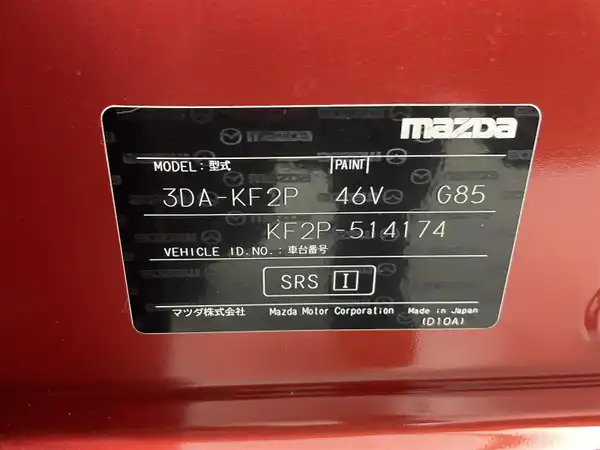 mazda
MODEL：型式 PAINT
3DA-KF2P 46V G85
KF2P-514174
VEHICLE ID.NO.：車台番号
SRS I
マツダ株式会社 Mazda Motor Corporation Made in Japan
(D10A)